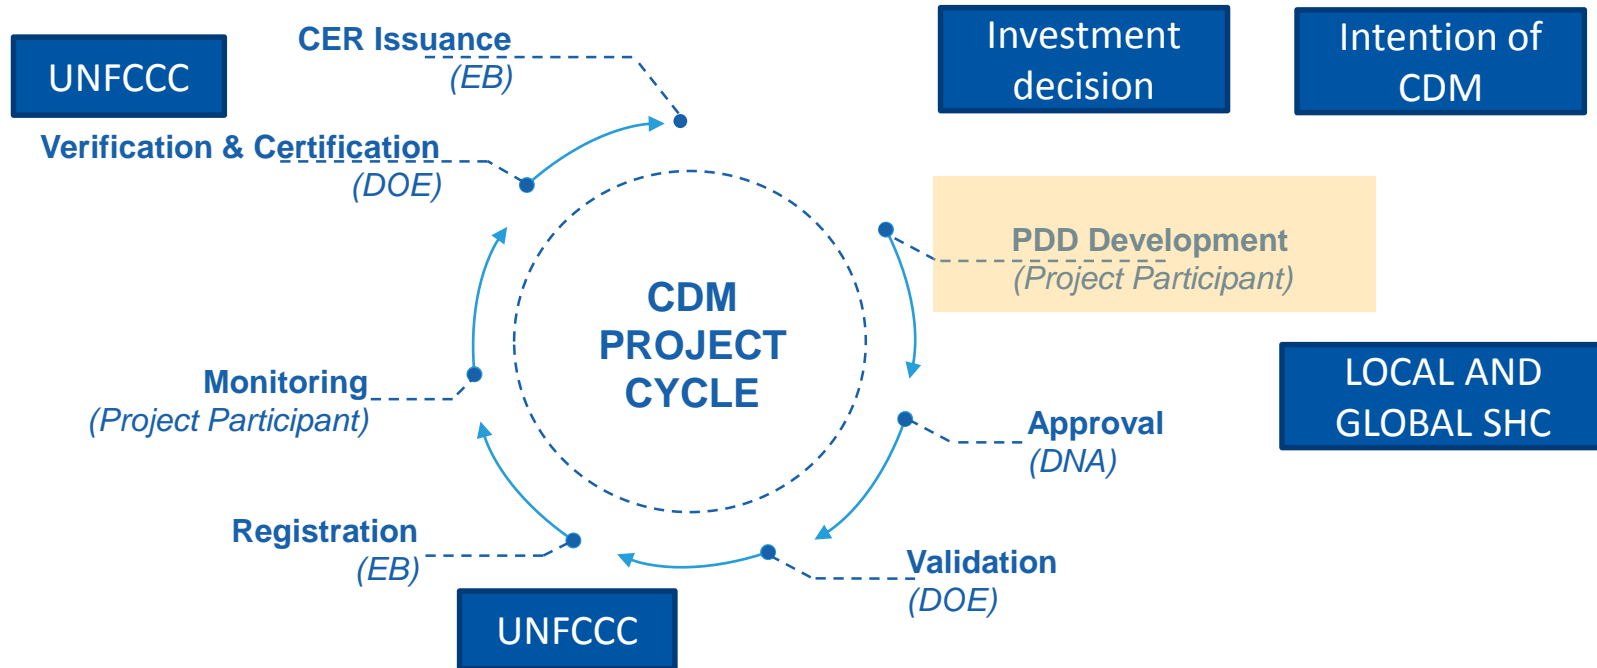 CER Issuance
(EB)
UNFCCC
Verification & Certification
(DOE)
Investment
decision
Intention of
CDM
PDD Development
(Project Participant)
CDM
PROJECT
CYCLE
LOCAL AND
GLOBAL SHC
Monitoring
(Project Participant)
Approval
(DNA)
Registration
(EB)
Validation
(DOE)
UNFCCC